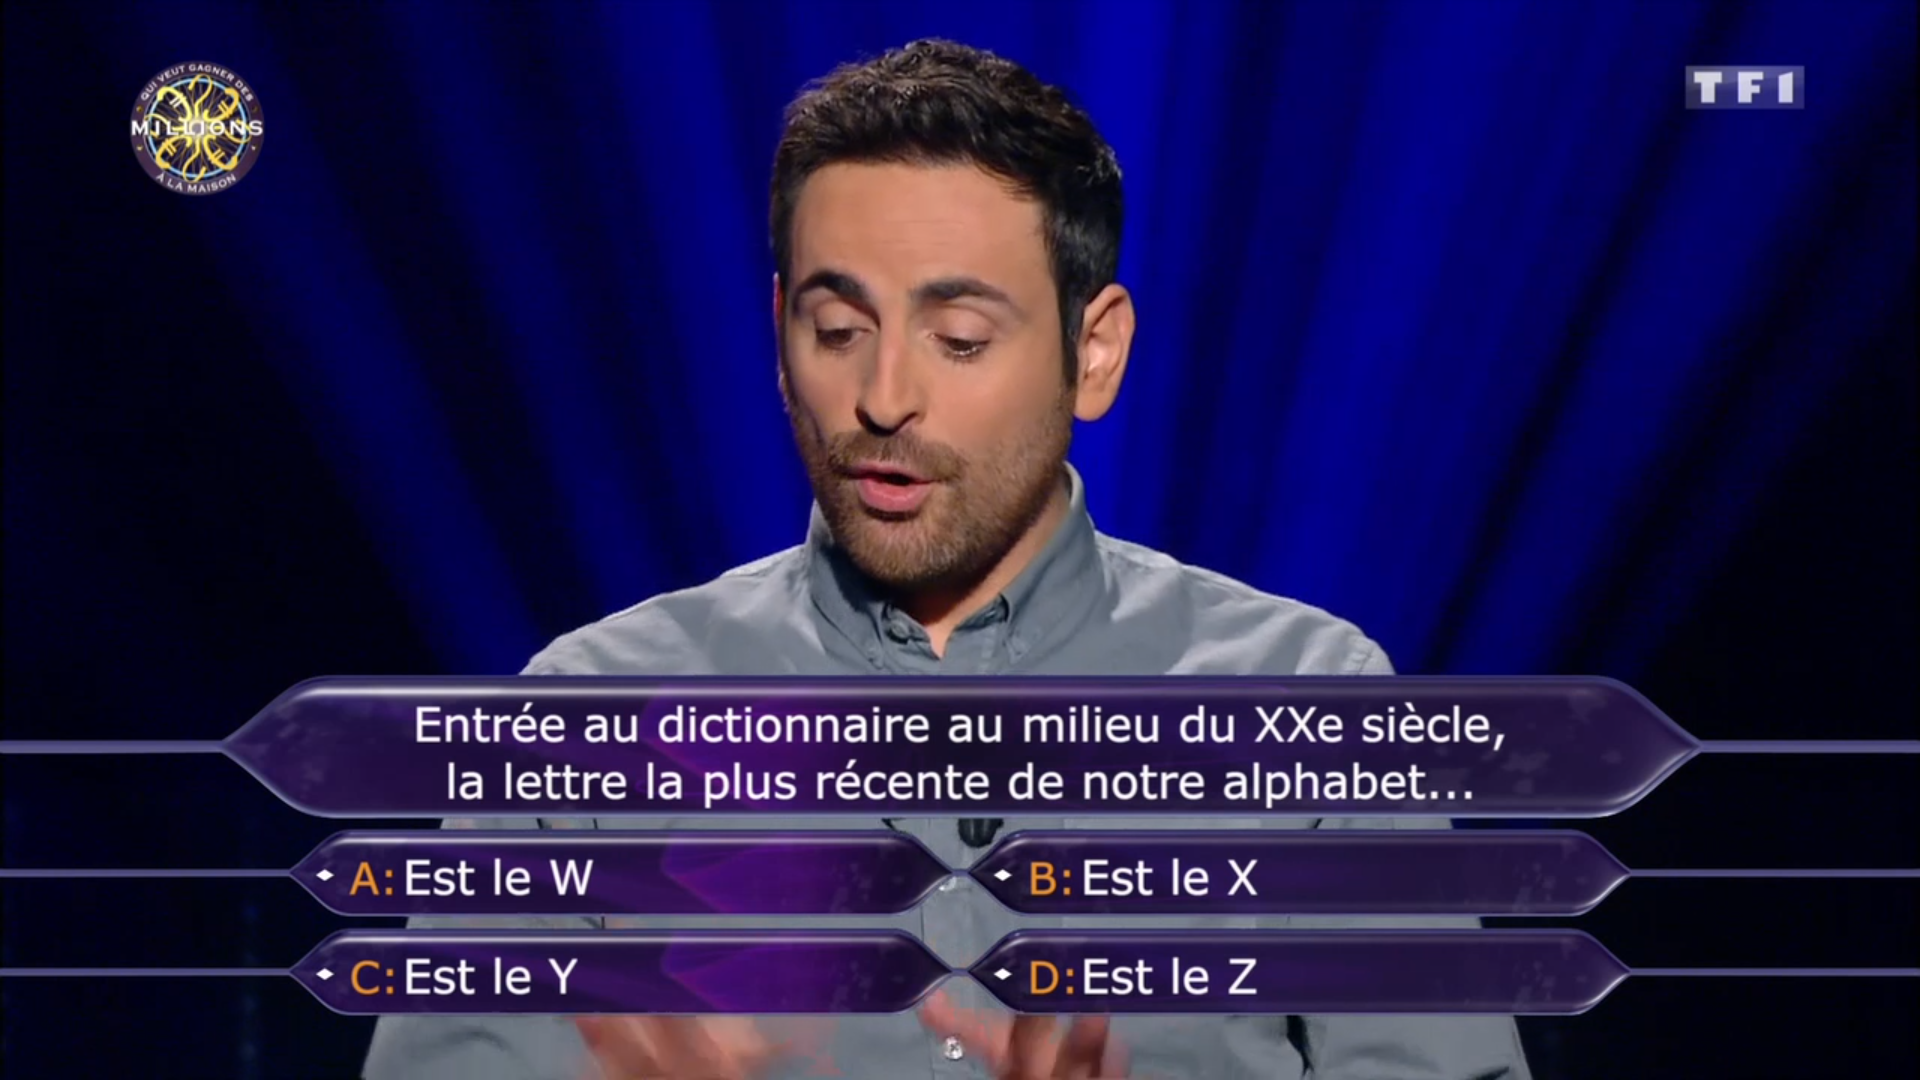 QUI VEUT GAGNER DES
MILLIONS
À LA MAISON
TF1
Entrée au dictionnaire au milieu du XXe siècle,
la lettre la plus récente de notre alphabet...
A: Est le W
B: Est le X
C: Est le Y
D: Est le Z